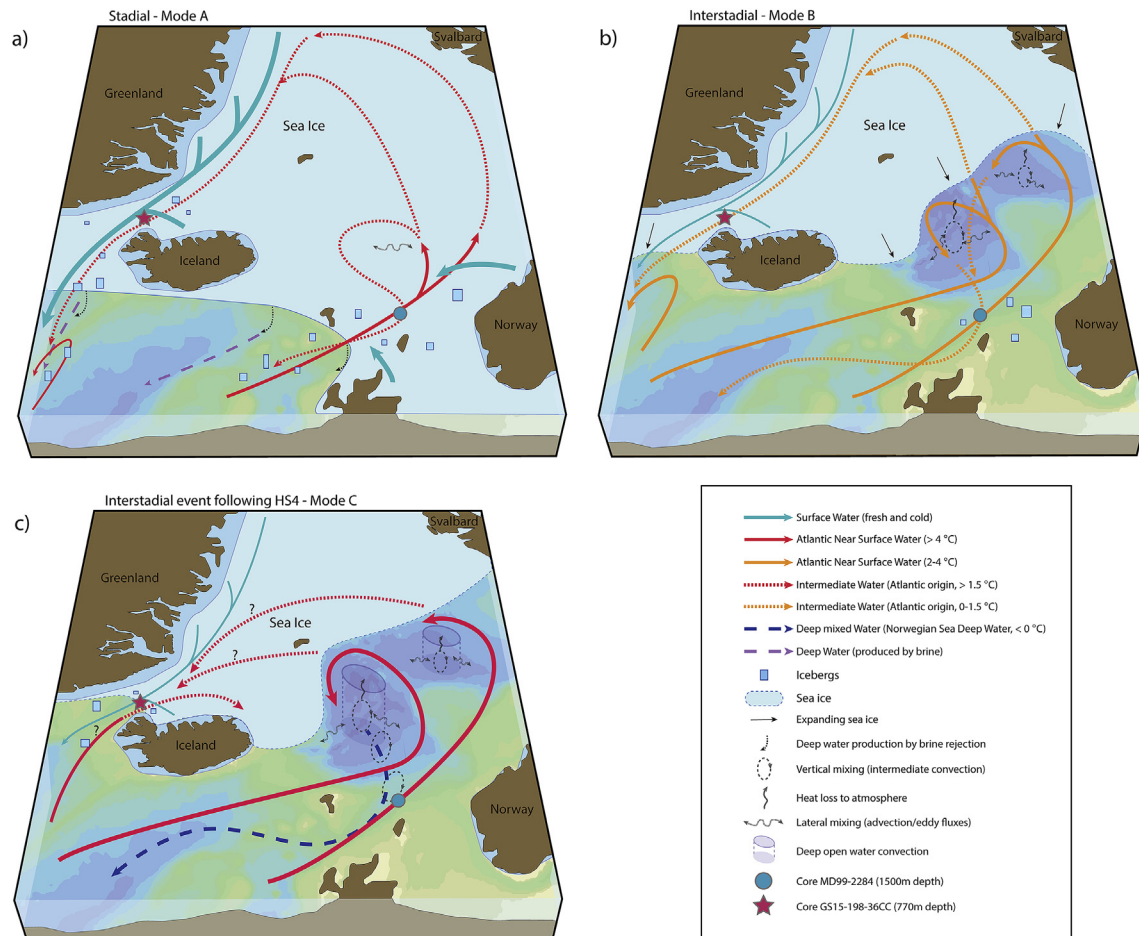 Stadial - Mode A
a)
Svalbard
Greenland
Sea Ice
Iceland
Norway
Interstadial - Mode B
b)
Svalbard
Greenland
Sea Ice
Iceland
Norway
Interstadial event following HS4 - Mode C
c)
Svalbard
Greenland
?
Sea Ice
?
?
Iceland
Norway
Surface Water (fresh and cold)
Atlantic Near Surface Water (> 4 °C)
Atlantic Near Surface Water (2-4 °C)
Intermediate Water (Atlantic origin, > 1.5 °C)
Intermediate Water (Atlantic origin, 0-1.5 °C)
Deep mixed Water (Norwegian Sea Deep Water, < 0 °C)
Deep Water (produced by brine)
Icebergs
Sea ice
Expanding sea ice
Deep water production by brine rejection
Vertical mixing (intermediate convection)
Heat loss to atmosphere
Lateral mixing (advection/eddy fluxes)
Deep open water convection
Core MD99-2284 (1500m depth)
Core GS15-198-36CC (770m depth)